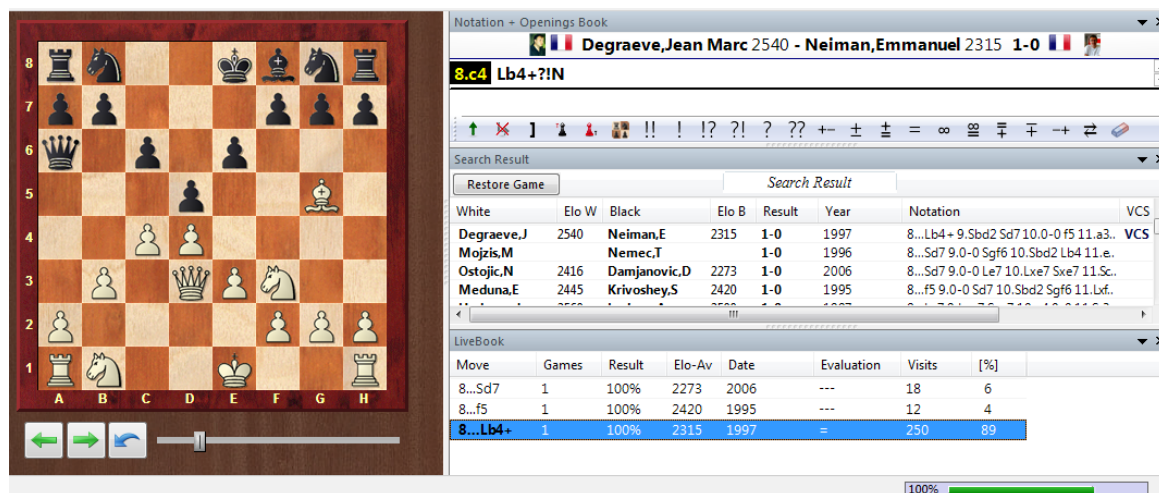 Notation + Openings Book
Degraeve,Jean Marc 2540 - Neiman,Emmanuel 2315 1-0
8.c4 Lb4+?!N
] !! ! !? ?! ? ?? +− ± ⩲ = ∞ −+
Search Result
Restore Game Search Result
White Elo W Black Elo B Result Year Notation VCS
Degraeve,J 2540 Neiman,E 2315 1-0 1997 8...Lb4+ 9.Sbd2 Sd7 10.0-0 f5 11.a3.. VCS
Mojzis,M Nemec,T 1-0 1996 8...Sd7 9.0-0 Sgf6 10.Sbd2 Lb4 11.e..
Ostojic,N 2416 Damjanovic,D 2273 1-0 2006 8...Sd7 9.0-0 Le7 10.Lxe7 Sxe7 11.Sc..
Meduna,E 2445 Krivoshey,S 2420 1-0 1995 8...f5 9.0-0 Sd7 10.Sbd2 Sgf6 11.Lxf..
LiveBook
Move Games Result Elo-Av Date Evaluation Visits [%]
8...Sd7 1 100% 2273 2006 --- 18 6
8...f5 1 100% 2420 1995 --- 12 4
8...Lb4+ 1 100% 2315 1997 = 250 89
8
7
6
5
4
3
2
1
A B C D E F G H
100%